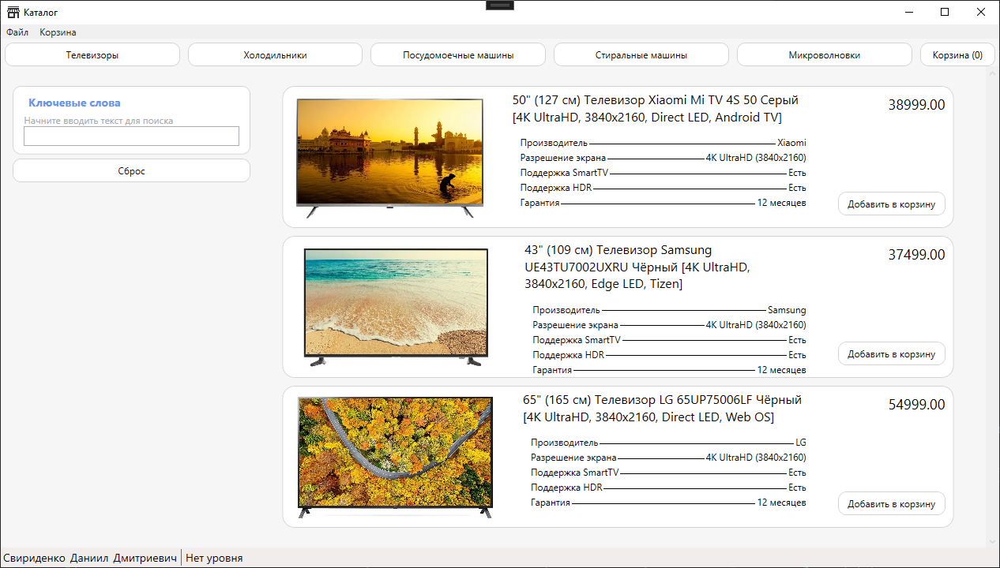 Каталог
Файл Корзина
Телевизоры Холодильники Посудомоечные машины Стиральные машины Микроволновки Корзина (0)
Ключевые слова
Начните вводить текст для поиска
Сброс
50" (127 см) Телевизор Xiaomi Mi TV 4S 50 Серый
[4K UltraHD, 3840x2160, Direct LED, Android TV]
38999.00
Производитель Xiaomi
Разрешение экрана 4K UltraHD (3840x2160)
Поддержка SmartTV Есть
Поддержка HDR Есть
Гарантия 12 месяцев
Добавить в корзину
43" (109 см) Телевизор Samsung
UE43TU7002UXRU Чёрный [4K UltraHD,
3840x2160, Edge LED, Tizen]
37499.00
Производитель Samsung
Разрешение экрана 4K UltraHD (3840x2160)
Поддержка SmartTV Есть
Поддержка HDR Есть
Гарантия 12 месяцев
Добавить в корзину
65" (165 см) Телевизор LG 65UP75006LF Чёрный
[4K UltraHD, 3840x2160, Direct LED, Web OS]
54999.00
Производитель LG
Разрешение экрана 4K UltraHD (3840x2160)
Поддержка SmartTV Есть
Поддержка HDR Есть
Гарантия 12 месяцев
Добавить в корзину
Свириденко Даниил Дмитриевич Нет уровня